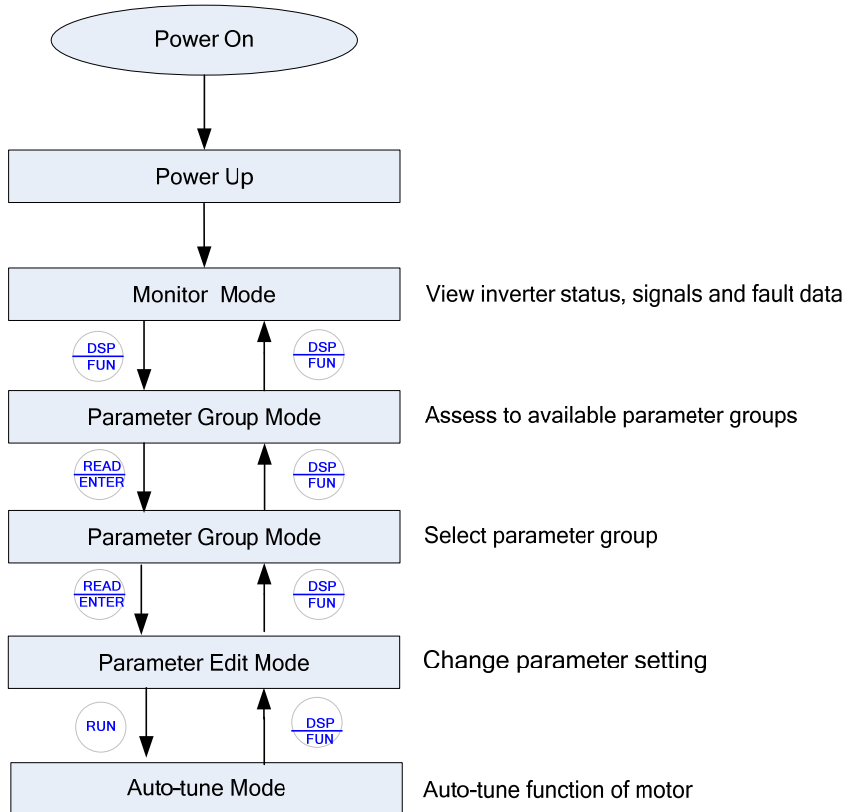 Power On
Power Up
Monitor Mode
View inverter status, signals and fault data
DSP
FUN
DSP
FUN
Parameter Group Mode
Assess to available parameter groups
READ
ENTER
DSP
FUN
Parameter Group Mode
Select parameter group
READ
ENTER
DSP
FUN
Parameter Edit Mode
Change parameter setting
RUN
DSP
FUN
Auto-tune Mode
Auto-tune function of motor